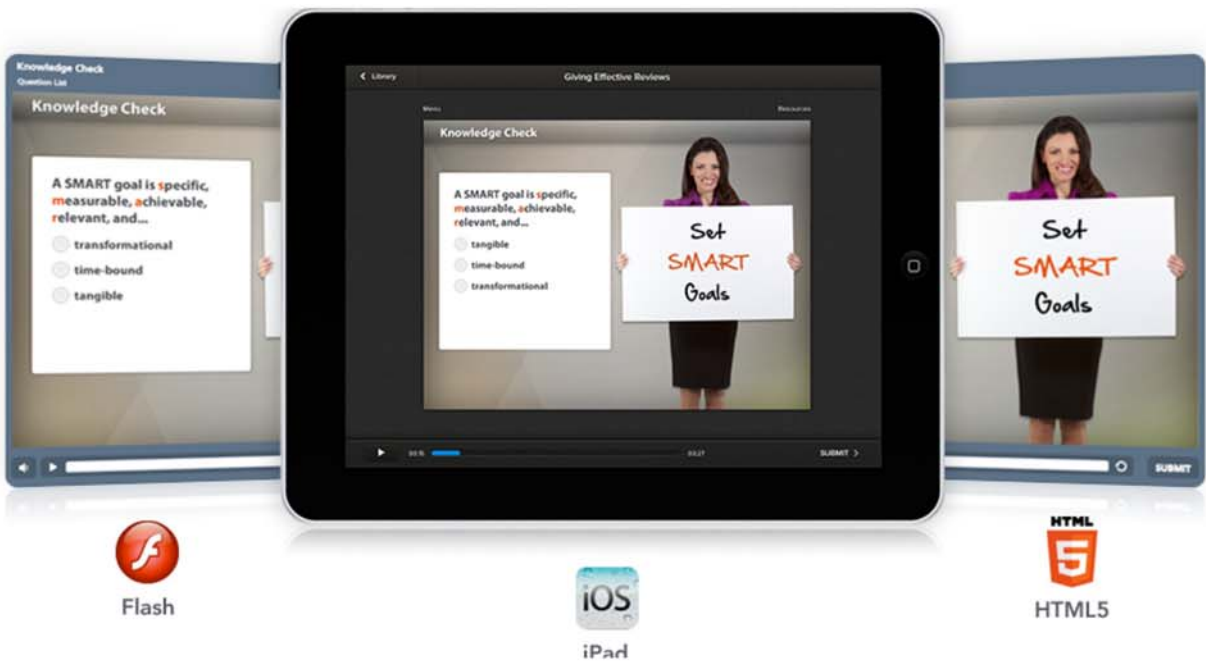 Knowledge Check
Question List
Knowledge Check
A SMART goal is specific,
measurable, achievable,
relevant, and...
transformational
time-bound
tangible
Library
Giving Effective Reviews
Menu
Resources
Knowledge Check
A SMART goal is specific,
measurable, achievable,
relevant, and...
tangible
time-bound
transformational
Set
SMART
Goals
SUBMIT
Set
SMART
Goals
SUBMIT
Flash
iOS
iPad
HTML
5
HTML5